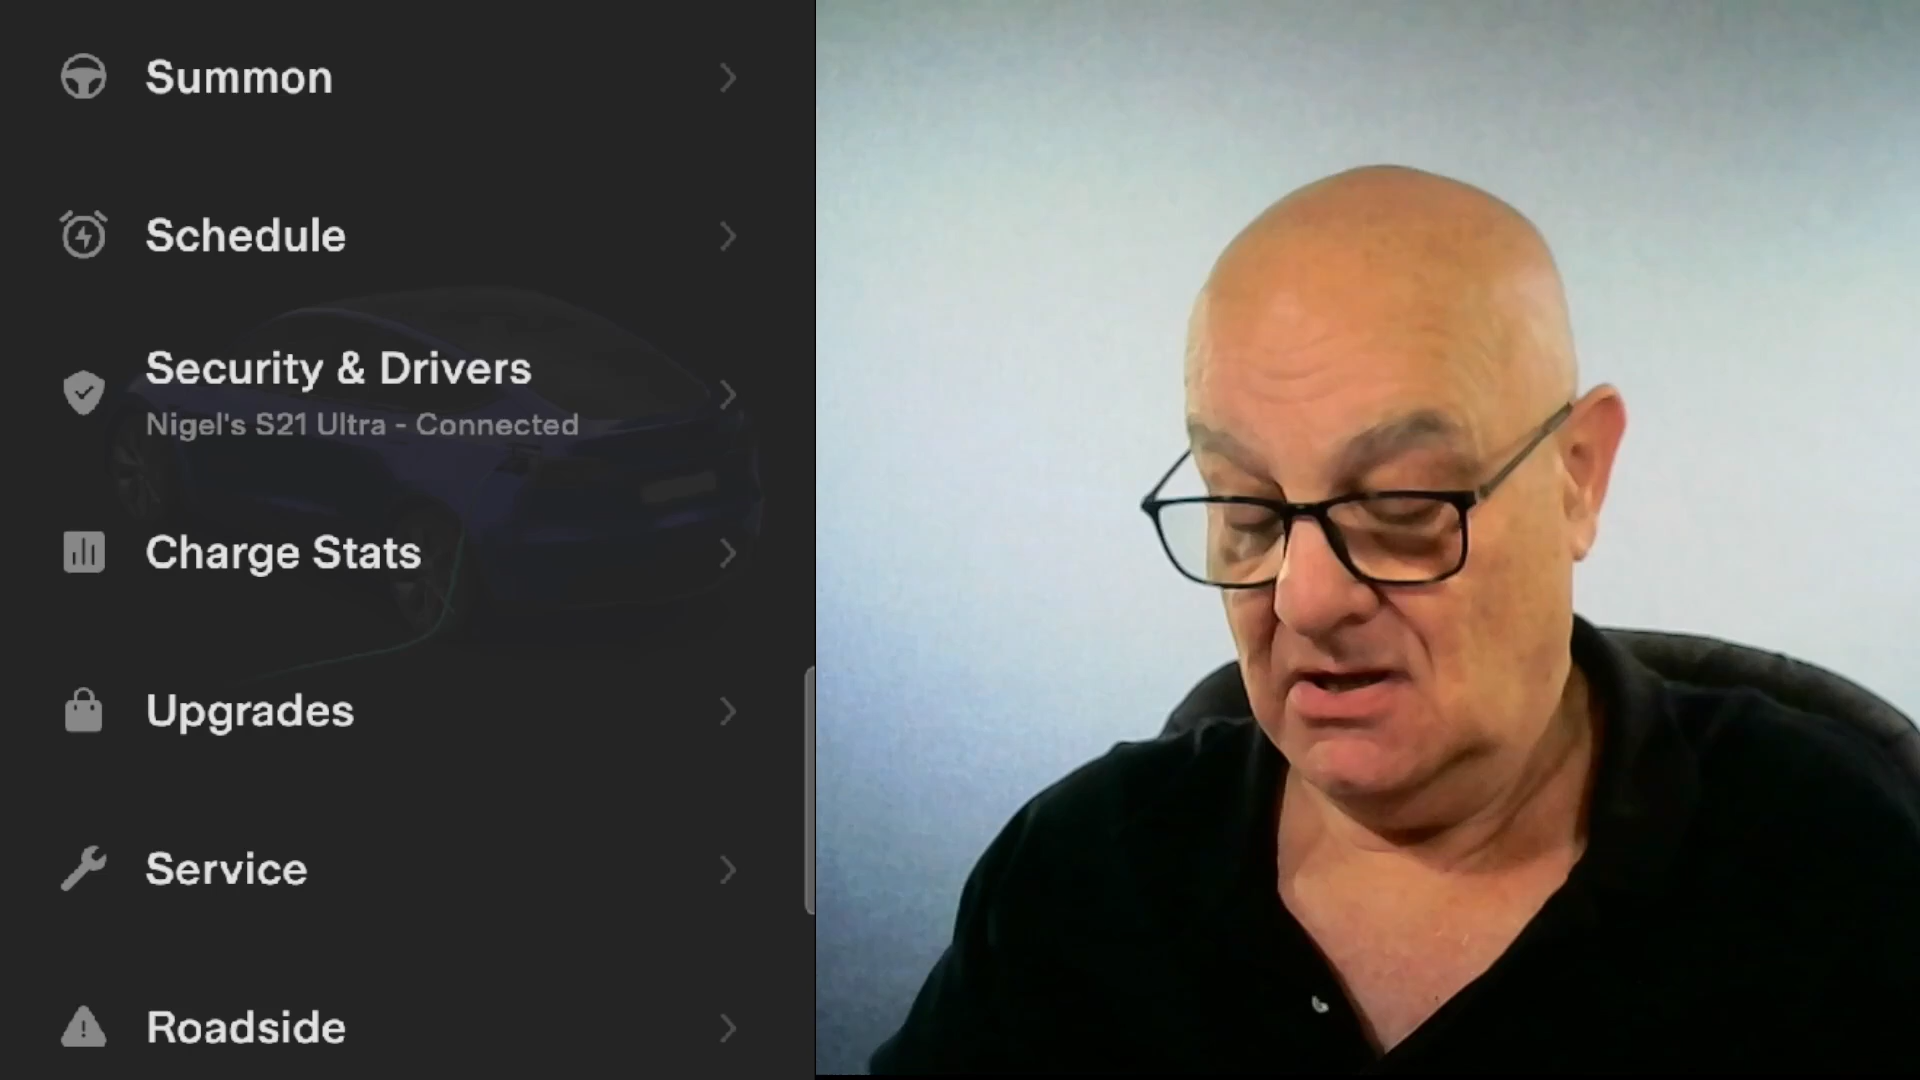 Summon
Schedule
Security & Drivers
Nigel's S21 Ultra - Connected
Charge Stats
Upgrades
Service
Roadside